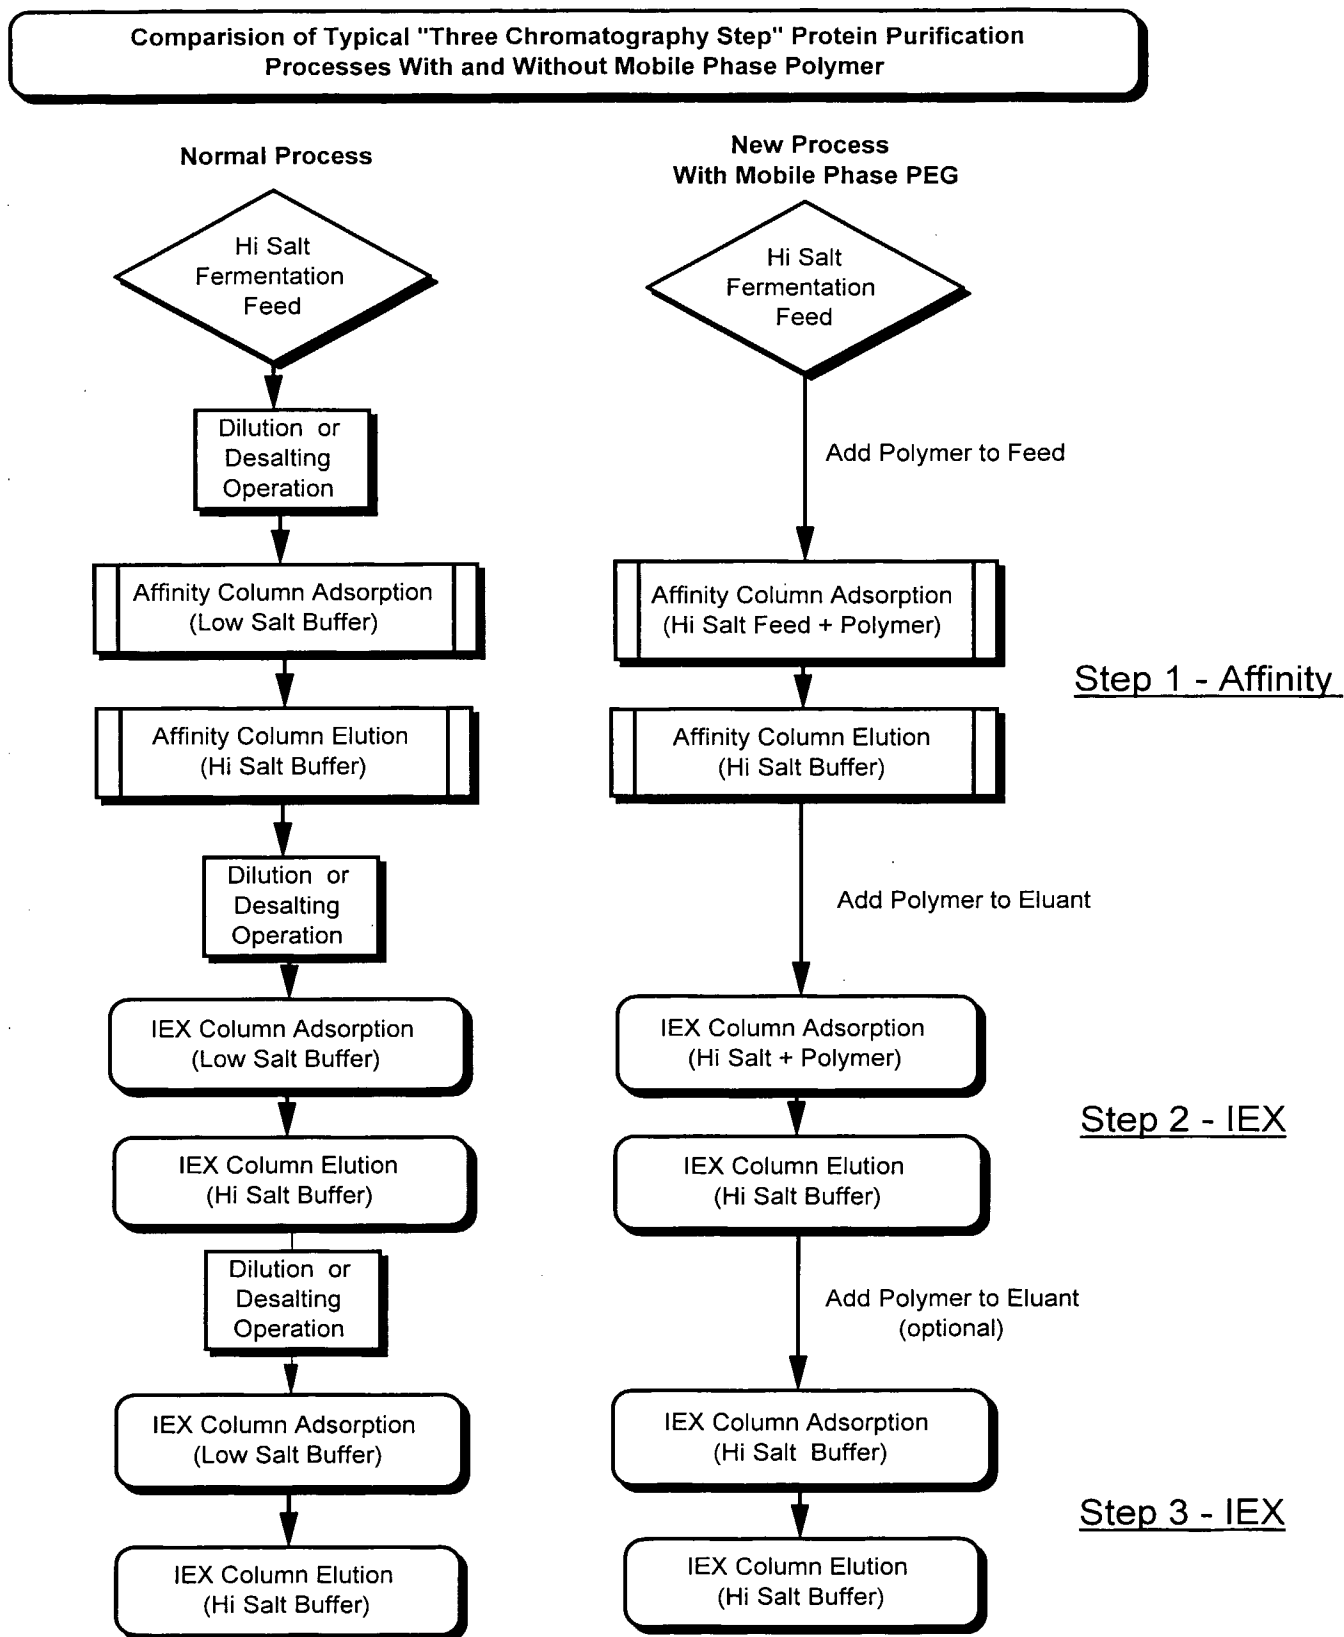 Comparision of Typical "Three Chromatography Step" Protein Purification
Processes With and Without Mobile Phase Polymer
Normal Process
Hi Salt
Fermentation
Feed
Dilution or
Desalting
Operation
Affinity Column Adsorption
(Low Salt Buffer)
Affinity Column Elution
(Hi Salt Buffer)
Dilution or
Desalting
Operation
IEX Column Adsorption
(Low Salt Buffer)
IEX Column Elution
(Hi Salt Buffer)
Dilution or
Desalting
Operation
IEX Column Adsorption
(Low Salt Buffer)
IEX Column Elution
(Hi Salt Buffer)
New Process
With Mobile Phase PEG
Hi Salt
Fermentation
Feed
Add Polymer to Feed
Affinity Column Adsorption
(Hi Salt Feed + Polymer)
Affinity Column Elution
(Hi Salt Buffer)
Add Polymer to Eluant
IEX Column Adsorption
(Hi Salt + Polymer)
IEX Column Elution
(Hi Salt Buffer)
Add Polymer to Eluant
(optional)
IEX Column Adsorption
(Hi Salt Buffer)
IEX Column Elution
(Hi Salt Buffer)
Step 1 - Affinity
Step 2 - IEX
Step 3 - IEX